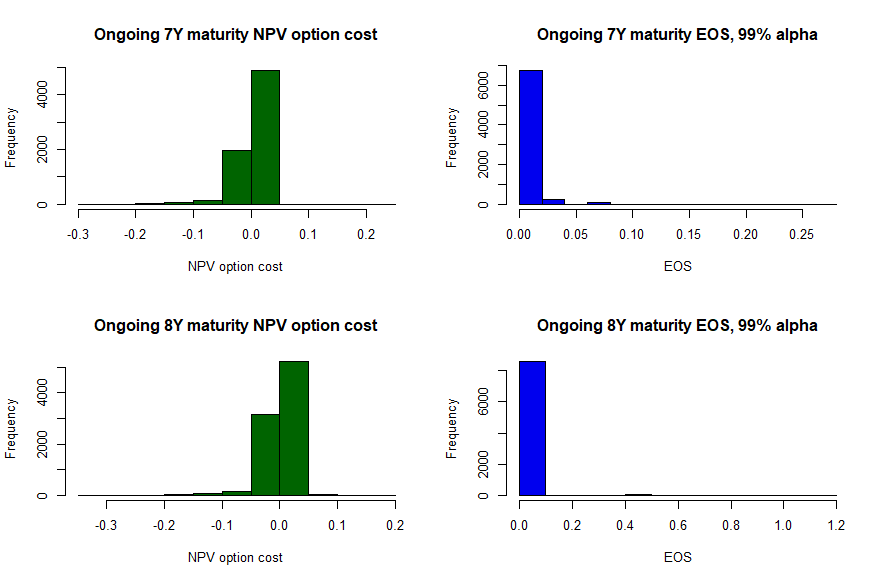 Ongoing 7Y maturity NPV option cost
Frequency
4000
2000
0
-0.3 -0.2 -0.1 0.0 0.1 0.2
NPV option cost
Ongoing 7Y maturity EOS, 99% alpha
Frequency
6000
4000
2000
0
0.00 0.05 0.10 0.15 0.20 0.25
EOS
Ongoing 8Y maturity NPV option cost
Frequency
4000
2000
0
-0.3 -0.2 -0.1 0.0 0.1 0.2
NPV option cost
Ongoing 8Y maturity EOS, 99% alpha
Frequency
6000
2000
0
0.0 0.2 0.4 0.6 0.8 1.0 1.2
EOS